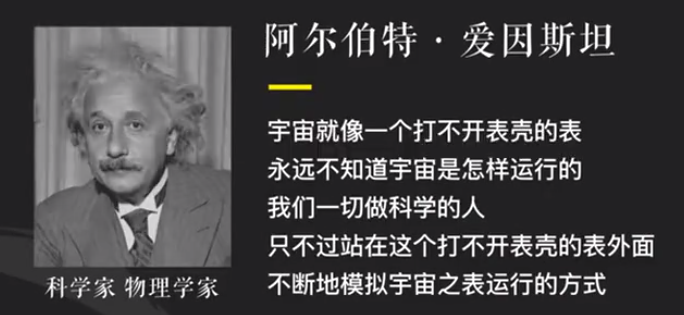 阿尔伯特·爱因斯坦
宇宙就像一个打不开表壳的表
永远不知道宇宙是怎样运行的
我们一切做科学的人
只不过站在这个打不开表壳的表外面
不断地模拟宇宙之表运行的方式
科学家 物理学家